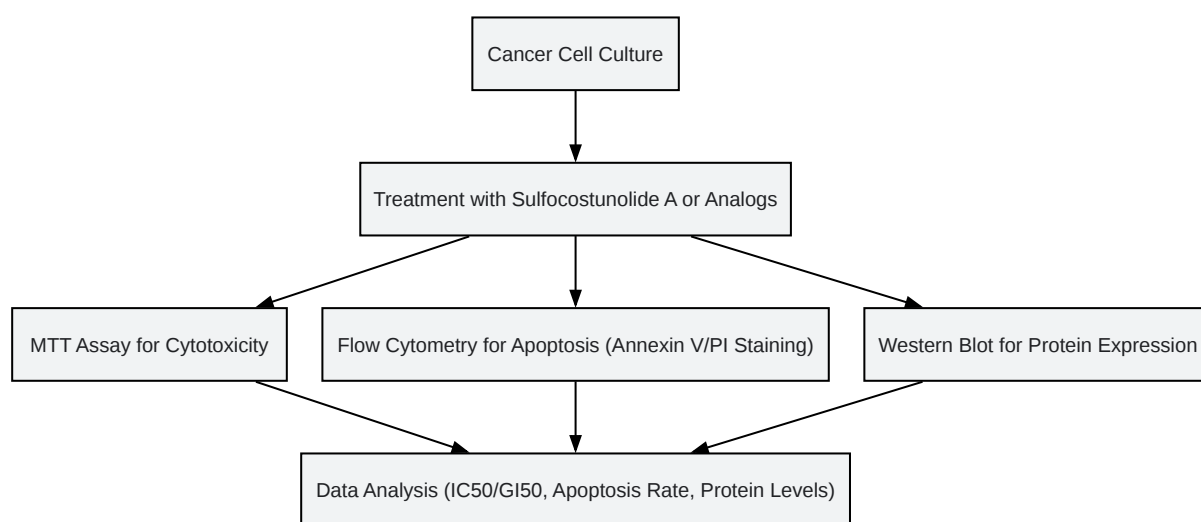 Cancer Cell Culture
Treatment with Sulfocostunolide A or Analogs
MTT Assay for Cytotoxicity
Flow Cytometry for Apoptosis (Annexin V/PI Staining)
Western Blot for Protein Expression
Data Analysis (IC50/GI50, Apoptosis Rate, Protein Levels)